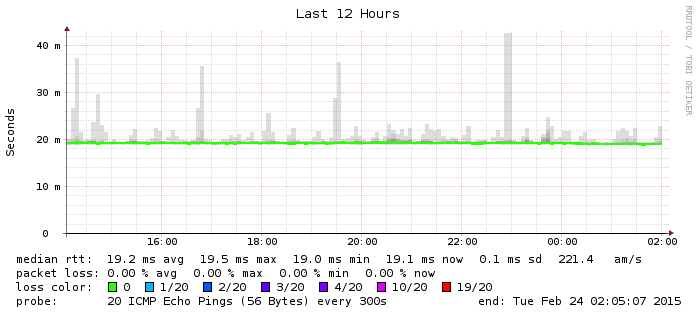 Last 12 Hours
RRDTOOL / TOBI OETIKER
Seconds
40 m
30 m
20 m
10 m
0
16:00 18:00 20:00 22:00 00:00 02:00
median rtt: 19.2 ms avg 19.5 ms max 19.0 ms min 19.1 ms now 0.1 ms sd 221.4 am/s
packet loss: 0.00 % avg 0.00 % max 0.00 % min 0.00 % now
loss color: 0 1/20 2/20 3/20 4/20 10/20 19/20
probe: 20 ICMP Echo Pings (56 Bytes) every 300s end: Tue Feb 24 02:05:07 2015